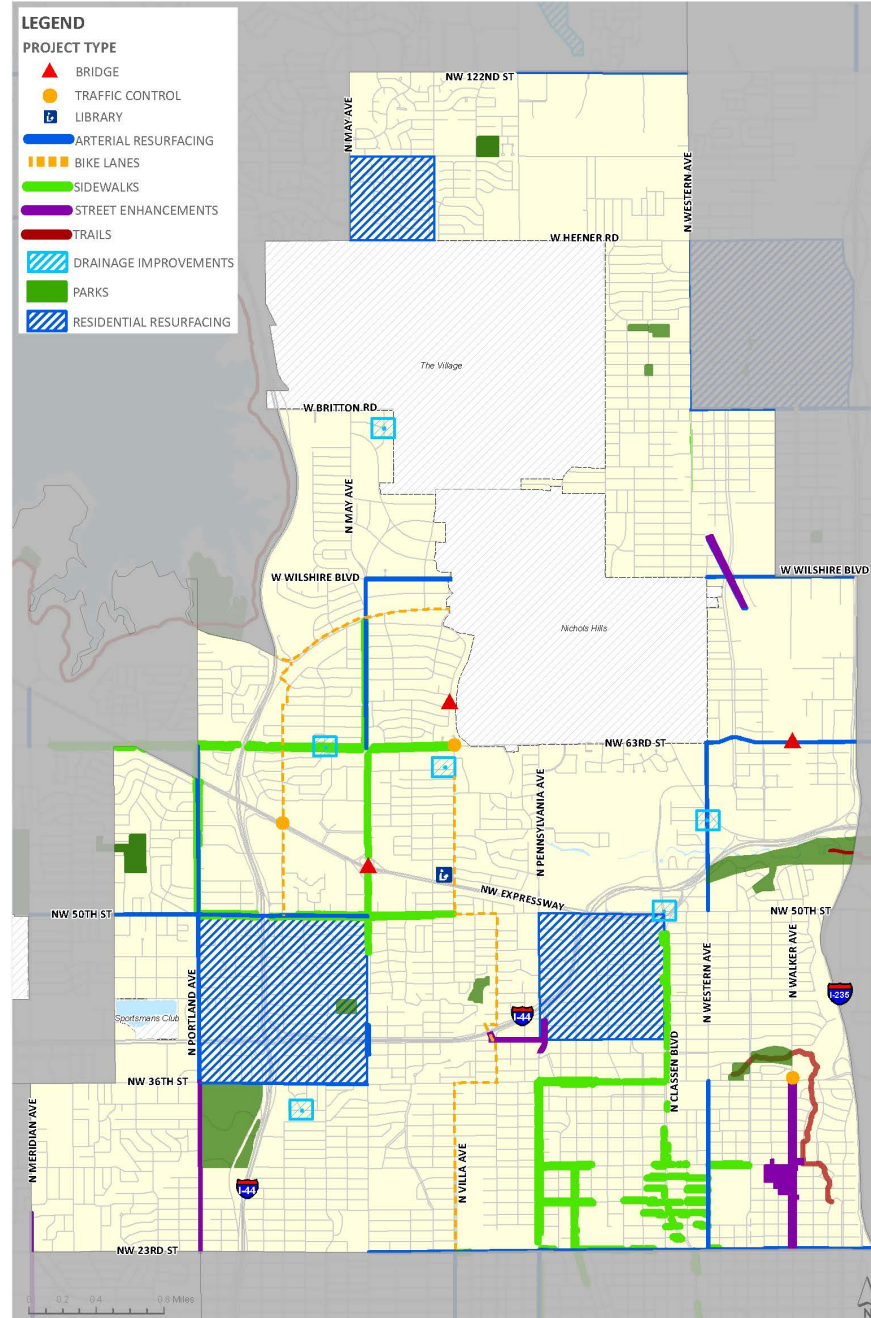 LEGEND
PROJECT TYPE
BRIDGE
TRAFFIC CONTROL
LIBRARY
ARTERIAL RESURFACING
BIKE LANES
SIDEWALKS
STREET ENHANCEMENTS
TRAILS
DRAINAGE IMPROVEMENTS
PARKS
RESIDENTIAL RESURFACING
NW 122ND ST
N MAY AVE
N WESTERN AVE
W HEFNER RD
The Village
W BRITTON RD
N MAY AVE
W WILSHIRE BLVD
W WILSHIRE BLVD
Nichols Hills
NW 63RD ST
N PENNSYLVANIA AVE
NW EXPRESSWAY
NW 50TH ST
NW 50TH ST
N PORTLAND AVE
N WESTERN AVE
N WALKER AVE
I-235
Sportsmans Club
I-44
N CLASSEN BLVD
NW 36TH ST
N MERIDIAN AVE
N VILLA AVE
I-44
NW 23RD ST
0 0.2 0.4 0.8 Miles
N